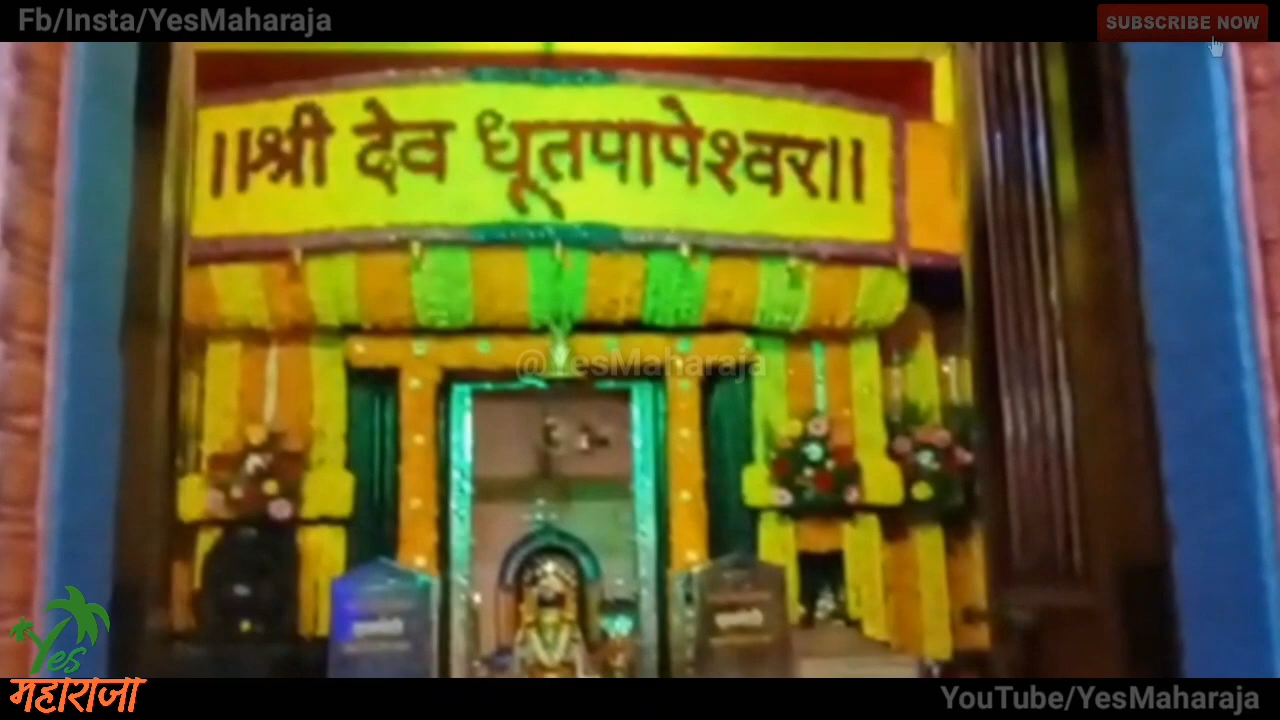 Fb/Insta/YesMaharaja
SUBSCRIBE NOW
||श्री देव धूतपापेश्वर||
@YesMaharaja
Yes
महाराजा
YouTube/YesMaharaja